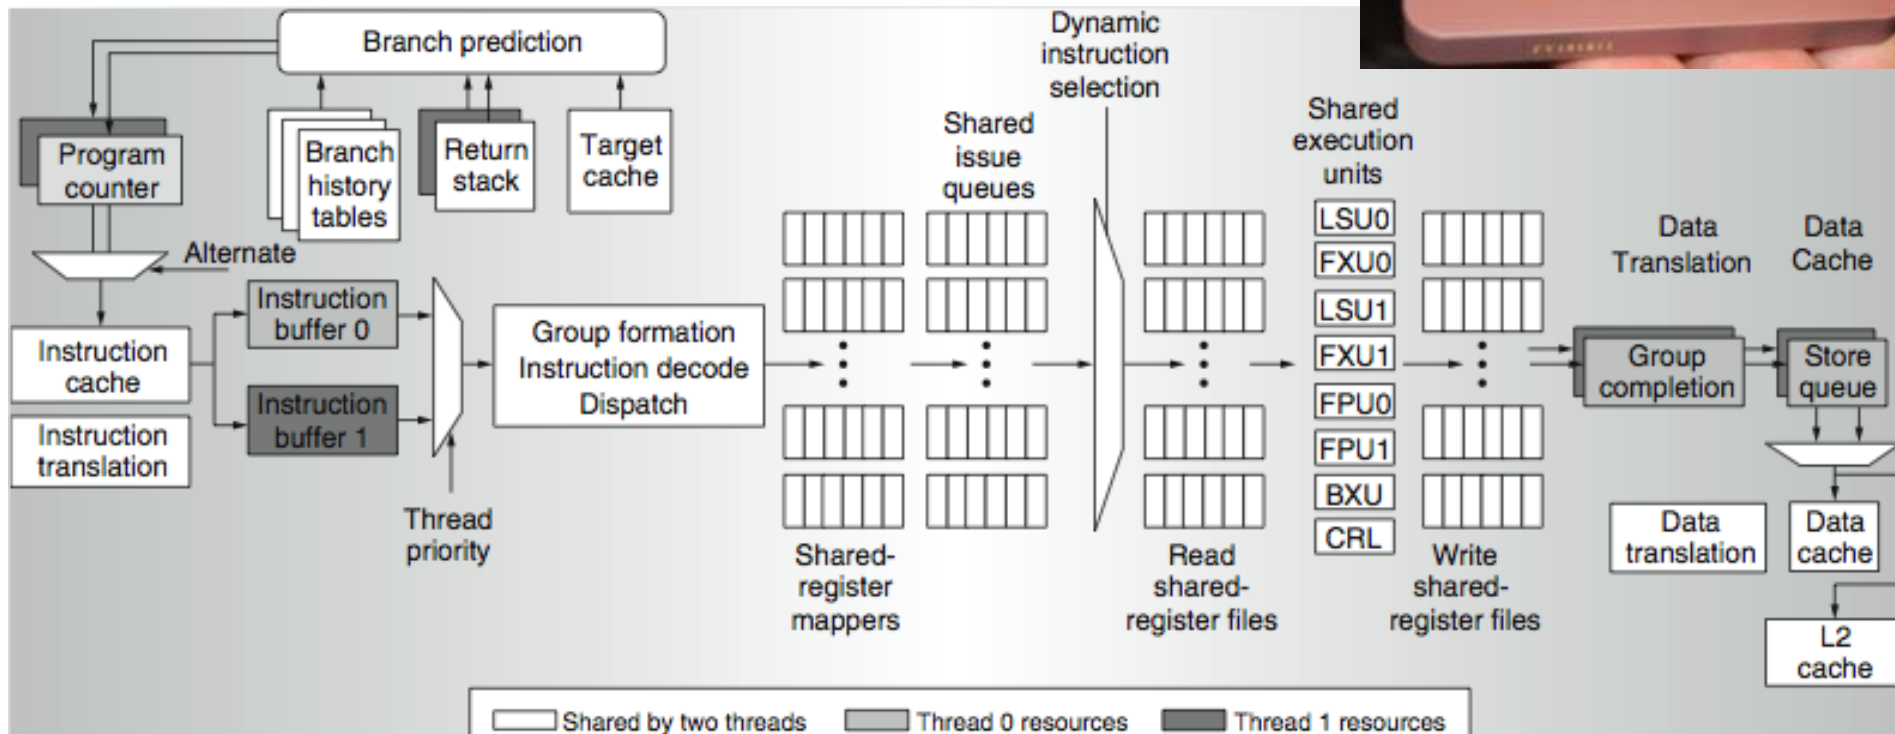 Branch prediction
Program
counter
Branch
history
tables
Return
stack
Target
cache
Alternate
Instruction
cache
Instruction
translation
Instruction
buffer 0
Instruction
buffer 1
Thread
priority
Group formation
Instruction decode
Dispatch
Shared-
register
mappers
Shared
issue
queues
Dynamic
instruction
selection
Read
shared-
register files
Shared
execution
units
LSU0
FXU0
LSU1
FXU1
FPU0
FPU1
BXU
CRL
Write
shared-
register files
Data
Translation
Data
Cache
Group
completion
Store
queue
Data
translation
Data
cache
L2
cache
Shared by two threads
Thread 0 resources
Thread 1 resources